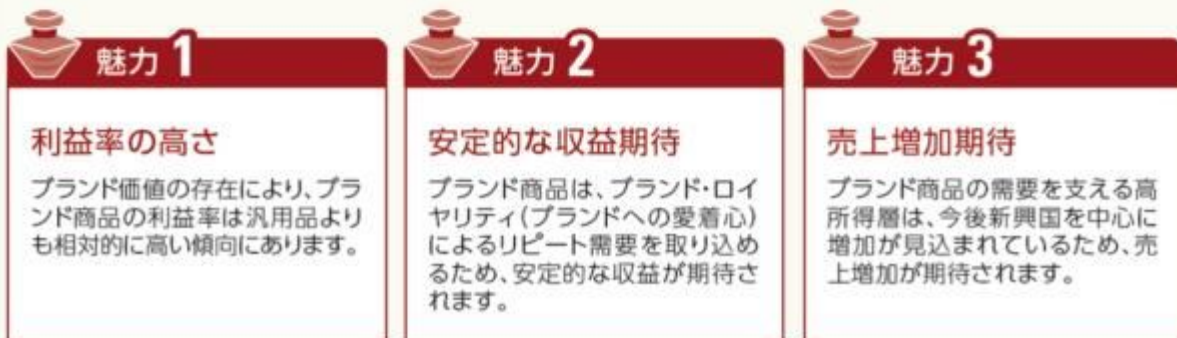 魅力 1
利益率の高さ
ブランド価値の存在により、ブラ
ンド商品の利益率は汎用品より
も相対的に高い傾向にあります。
魅力 2
安定的な収益期待
ブランド商品は、ブランド・ロイ
ヤリティ(ブランドへの愛着心)
によるリピート需要を取り込め
るため、安定的な収益が期待さ
れます。
魅力 3
売上増加期待
ブランド商品の需要を支える高
所得層は、今後新興国を中心に
増加が見込まれているため、売
上増加が期待されます。